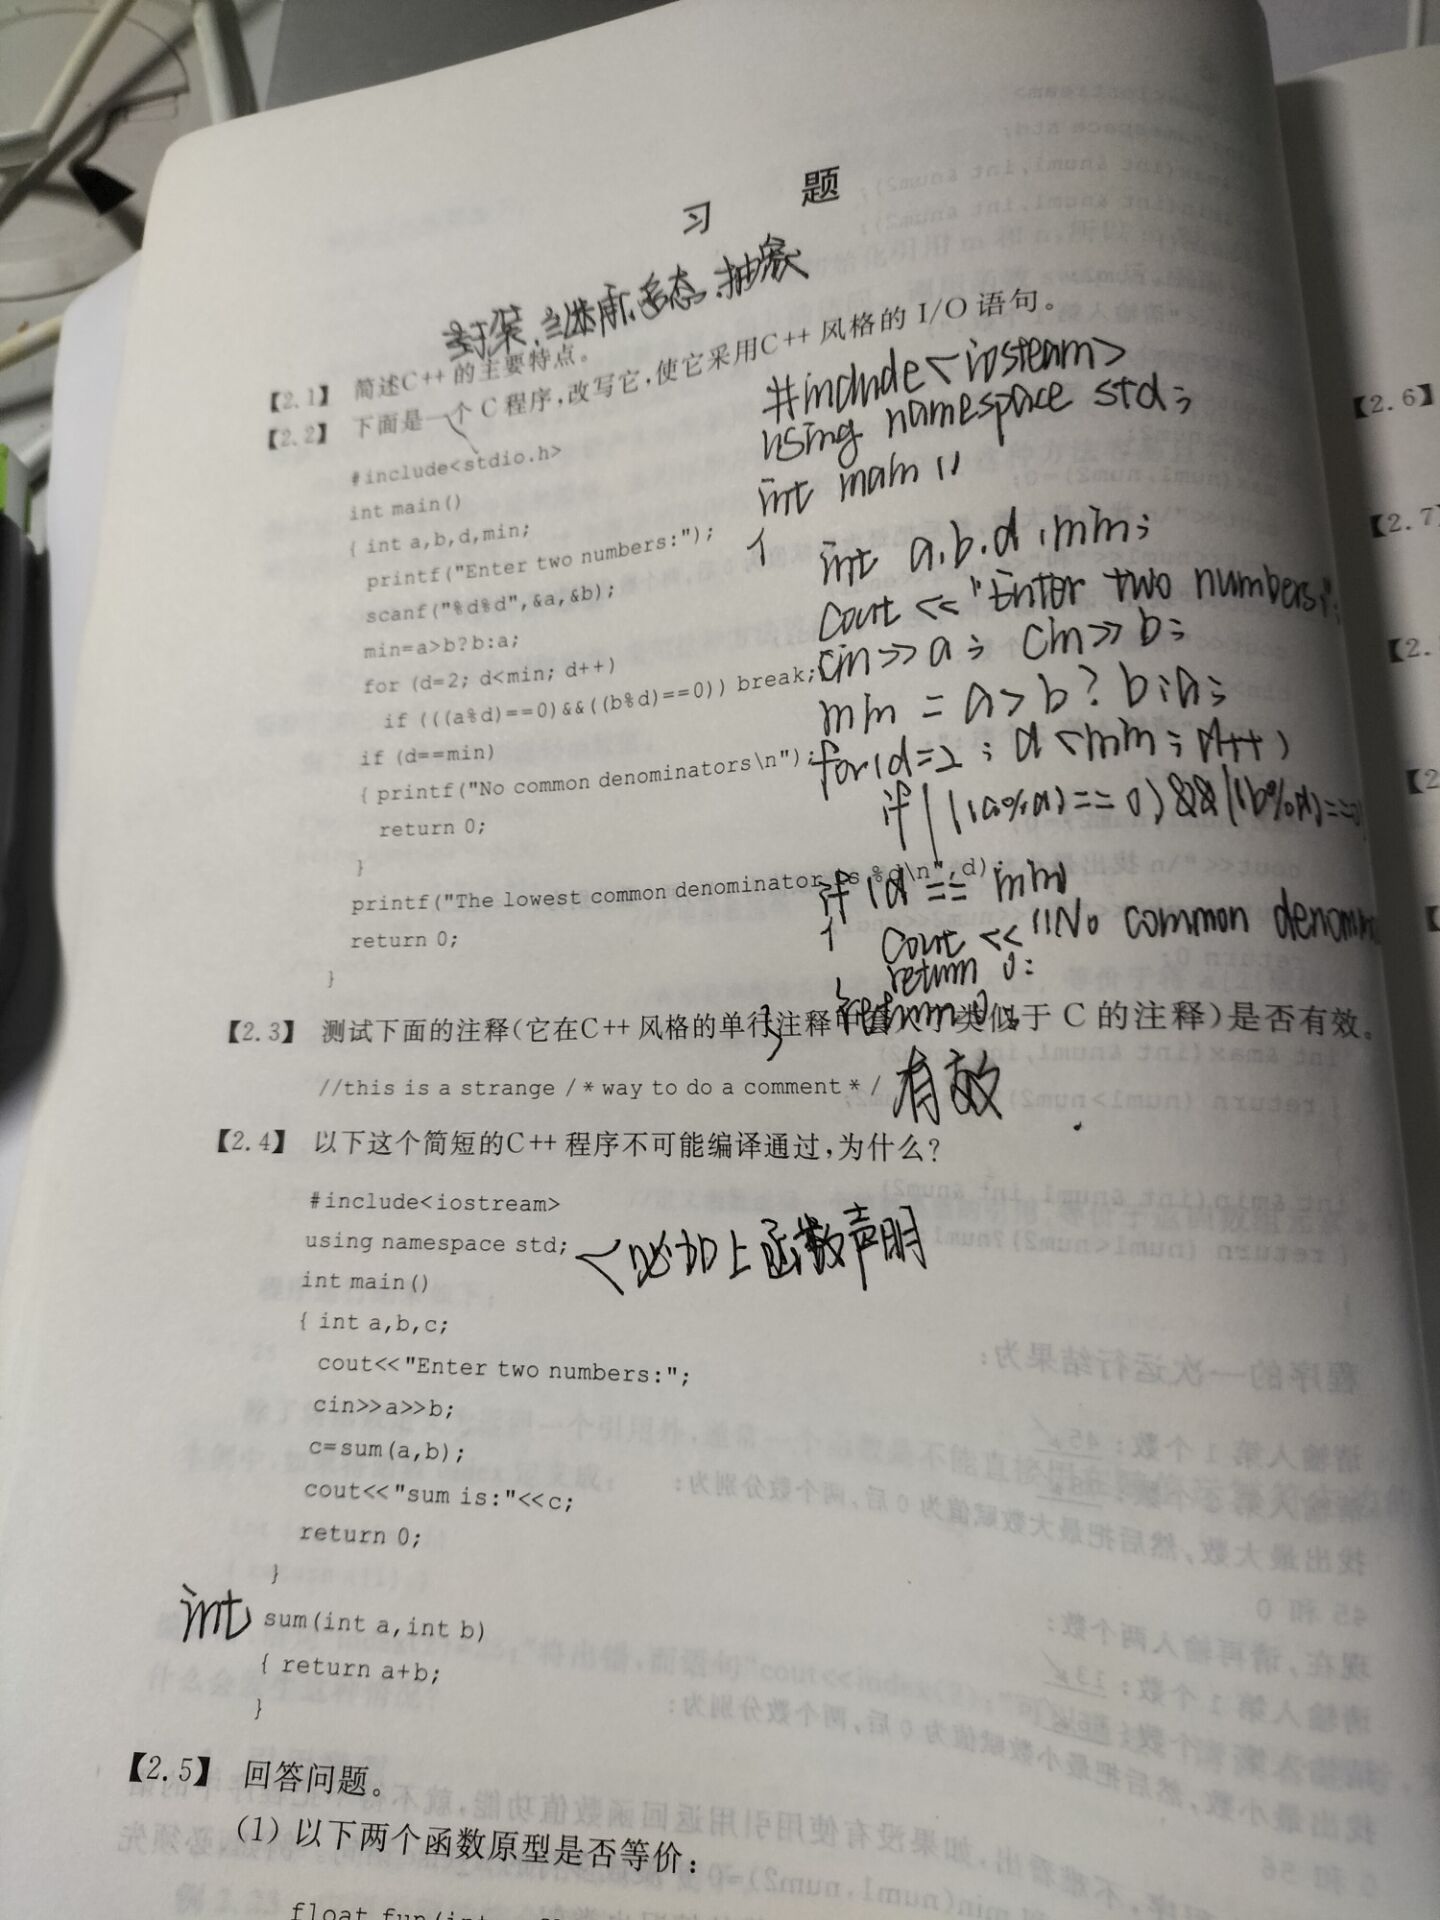 习 题
封装、继承、多态、抽象
【2.1】 简述C++的主要特点。
【2.2】 下面是一个C程序,改写它,使它采用C++风格的I/O语句。
#include<stdio.h>
int main()
{ int a,b,d,min;
printf("Enter two numbers:");
scanf("%d%d",&a,&b);
min=a>b?b:a;
for (d=2; d<min; d++)
if (((a%d)==0)&&((b%d)==0)) break;
if (d==min)
{ printf("No common denominators\n");
return 0;
}
printf("The lowest common denominator is %d\n", d);
return 0;
}
#include<iosteam>
using namespace std;
int main ()
{
int a,b,d,min;
cout << "Enter two numbers:";
cin>>a; cin>>b;
min = a>b? b:a;
for(d=2; d<min; d++)
if(((a%d)==0)&&((b%d)==0
if(d==min)
{ cout << "No common denomin
return 0;
}
return 0;
}
【2.3】 测试下面的注释(它在C++风格的单行注释中 类似于C的注释)是否有效。
//this is a strange /* way to do a comment */
有效
【2.4】 以下这个简短的C++程序不可能编译通过,为什么?
#include<iostream>
using namespace std;
加上函数声明
int main()
{ int a,b,c;
cout<<"Enter two numbers:";
cin>>a>>b;
c=sum(a,b);
cout<<"sum is:"<<c;
return 0;
}
int sum(int a,int b)
{ return a+b;
}
【2.5】 回答问题。
(1) 以下两个函数原型是否等价:
float fun(int
【2.6】
【2.7
【2.
【2